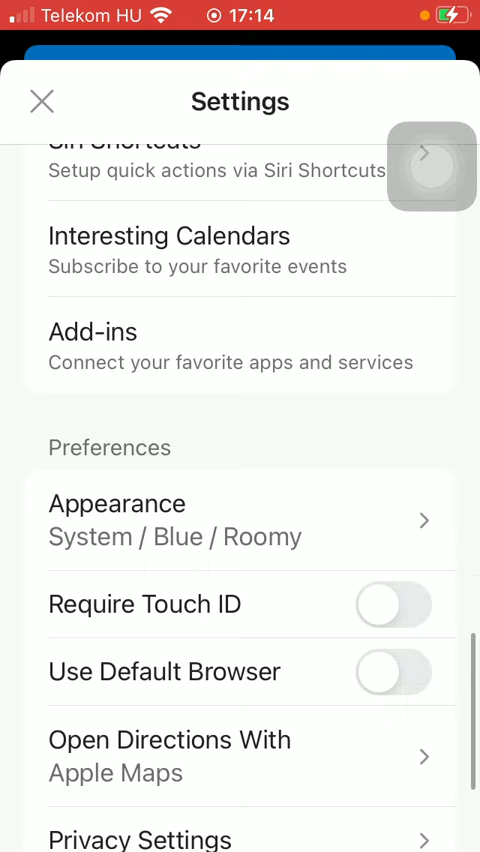 Telekom HU 17:14
Settings
Siri Shortcuts
Setup quick actions via Siri Shortcuts
Interesting Calendars
Subscribe to your favorite events
Add-ins
Connect your favorite apps and services
Preferences
Appearance
System / Blue / Roomy
Require Touch ID
Use Default Browser
Open Directions With
Apple Maps
Privacy Settings